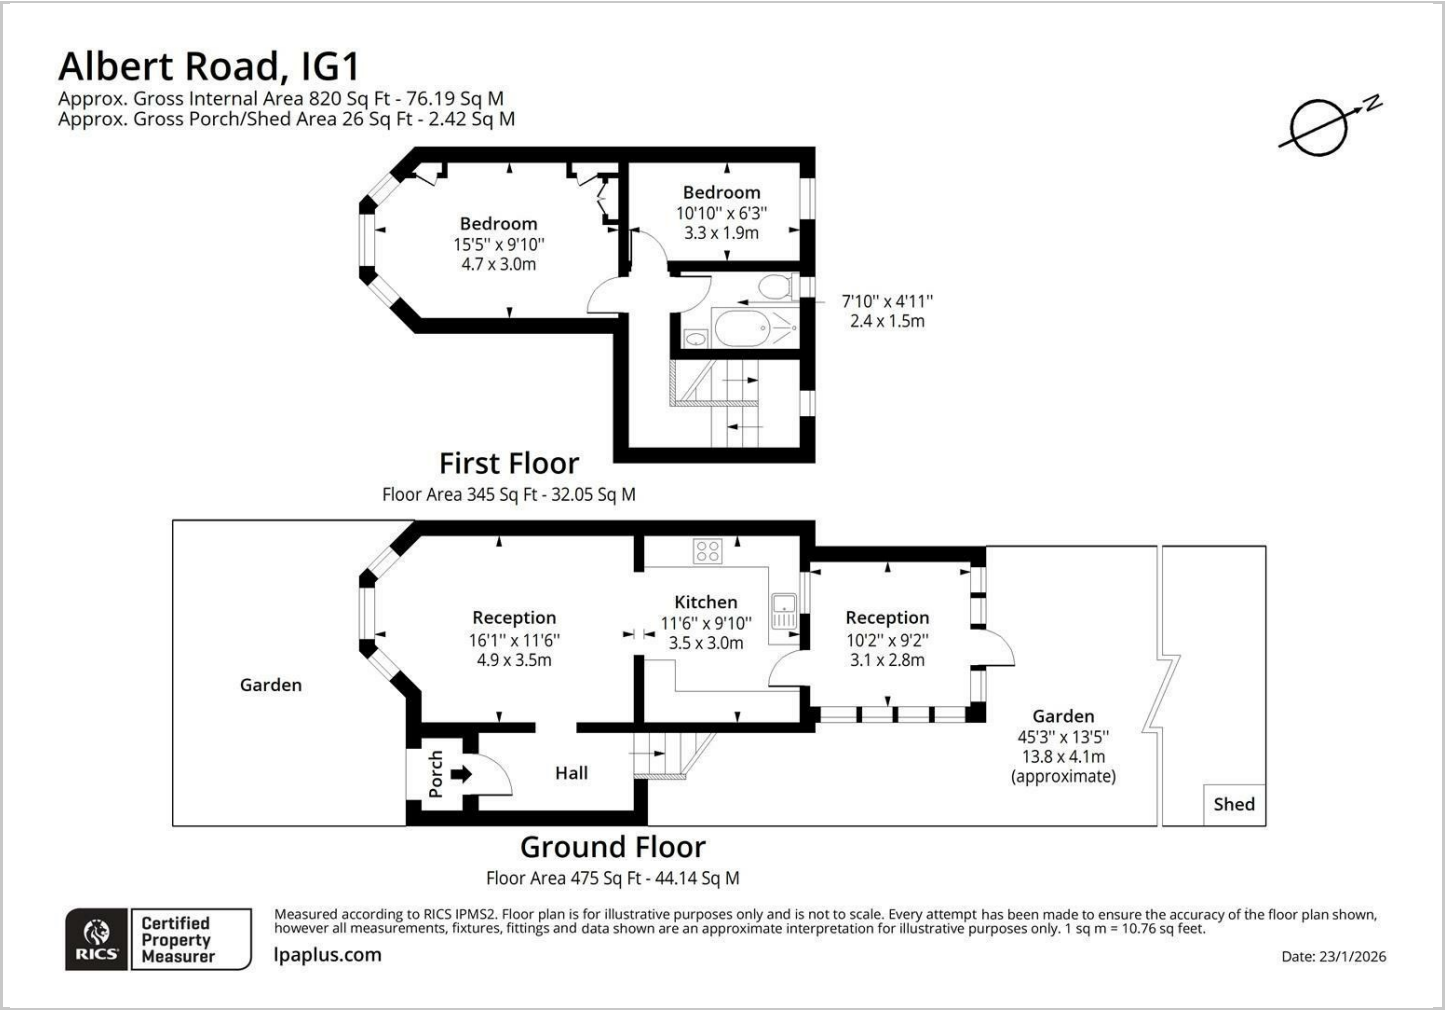 Albert Road, IG1
Approx. Gross Internal Area 820 Sq Ft - 76.19 Sq M
Approx. Gross Porch/Shed Area 26 Sq Ft - 2.42 Sq M
N
Bedroom
15'5'' x 9'10''
4.7 x 3.0m
Bedroom
10'10'' x 6'3''
3.3 x 1.9m
7'10'' x 4'11''
2.4 x 1.5m
First Floor
Floor Area 345 Sq Ft - 32.05 Sq M
Garden
Reception
16'1'' x 11'6''
4.9 x 3.5m
Kitchen
11'6'' x 9'10''
3.5 x 3.0m
Reception
10'2'' x 9'2''
3.1 x 2.8m
Garden
45'3'' x 13'5''
13.8 x 4.1m
(approximate)
Porch
Hall
Shed
Ground Floor
Floor Area 475 Sq Ft - 44.14 Sq M
RICS
Certified
Property
Measurer
Measured according to RICS IPMS2. Floor plan is for illustrative purposes only and is not to scale. Every attempt has been made to ensure the accuracy of the floor plan shown,
however all measurements, fixtures, fittings and data shown are an approximate interpretation for illustrative purposes only. 1 sq m = 10.76 sq feet.
lpaplus.com
Date: 23/1/2026